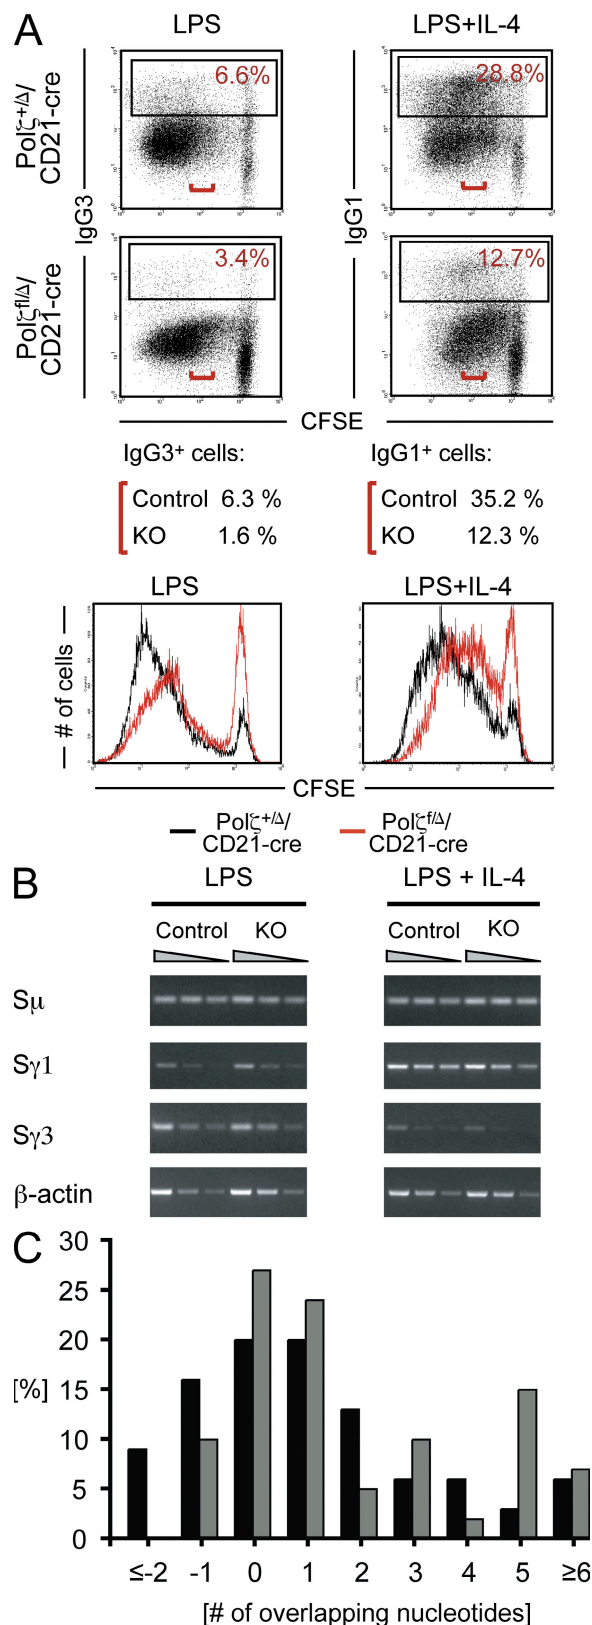 A
LPS
LPS+IL-4
Polζ+/Δ/
CD21-cre
IgG3
6.6%
IgG1
28.8%
Polζfl/Δ/
CD21-cre
3.4%
12.7%
CFSE
IgG3+ cells:
IgG1+ cells:
Control 6.3 %
KO 1.6 %
Control 35.2 %
KO 12.3 %
LPS
LPS+IL-4
# of cells
CFSE
Polζ+/Δ/
CD21-cre
Polζf/Δ/
CD21-cre
B
LPS
LPS + IL-4
Control KO
Control KO
Sμ
Sγ1
Sγ3
β-actin
C
30
25
20
[%] 15
10
5
0
≤-2 -1 0 1 2 3 4 5 ≥6
[# of overlapping nucleotides]